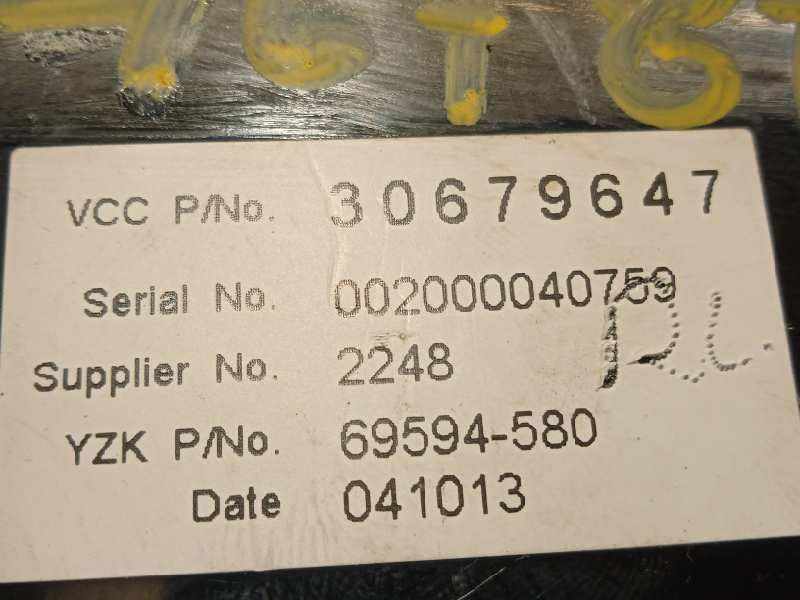 VCC P/No. 30679647
Serial No. 002000040759
Supplier No. 2248
YZK P/No. 69594-580
Date 041013